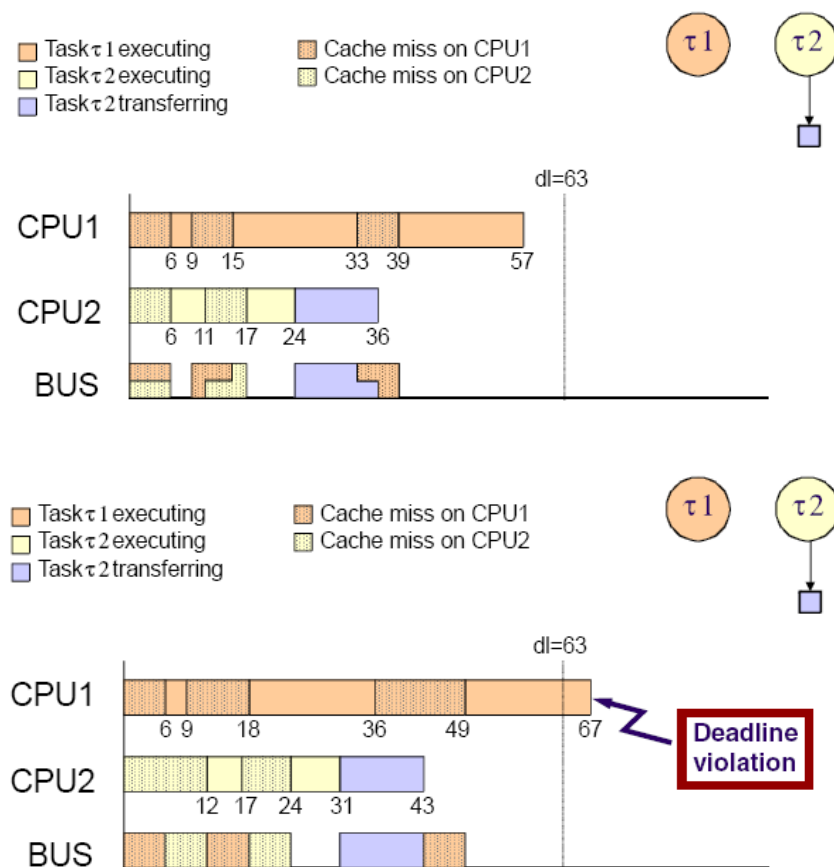 τ1 τ2
Task τ1 executing Cache miss on CPU1
Task τ2 executing Cache miss on CPU2
Task τ2 transferring
dl=63
CPU1
6 9 15 33 39 57
CPU2
6 11 17 24 36
BUS
τ1 τ2
Task τ1 executing Cache miss on CPU1
Task τ2 executing Cache miss on CPU2
Task τ2 transferring
dl=63
CPU1
6 9 18 36 49 67
Deadline
violation
CPU2
12 17 24 31 43
BUS